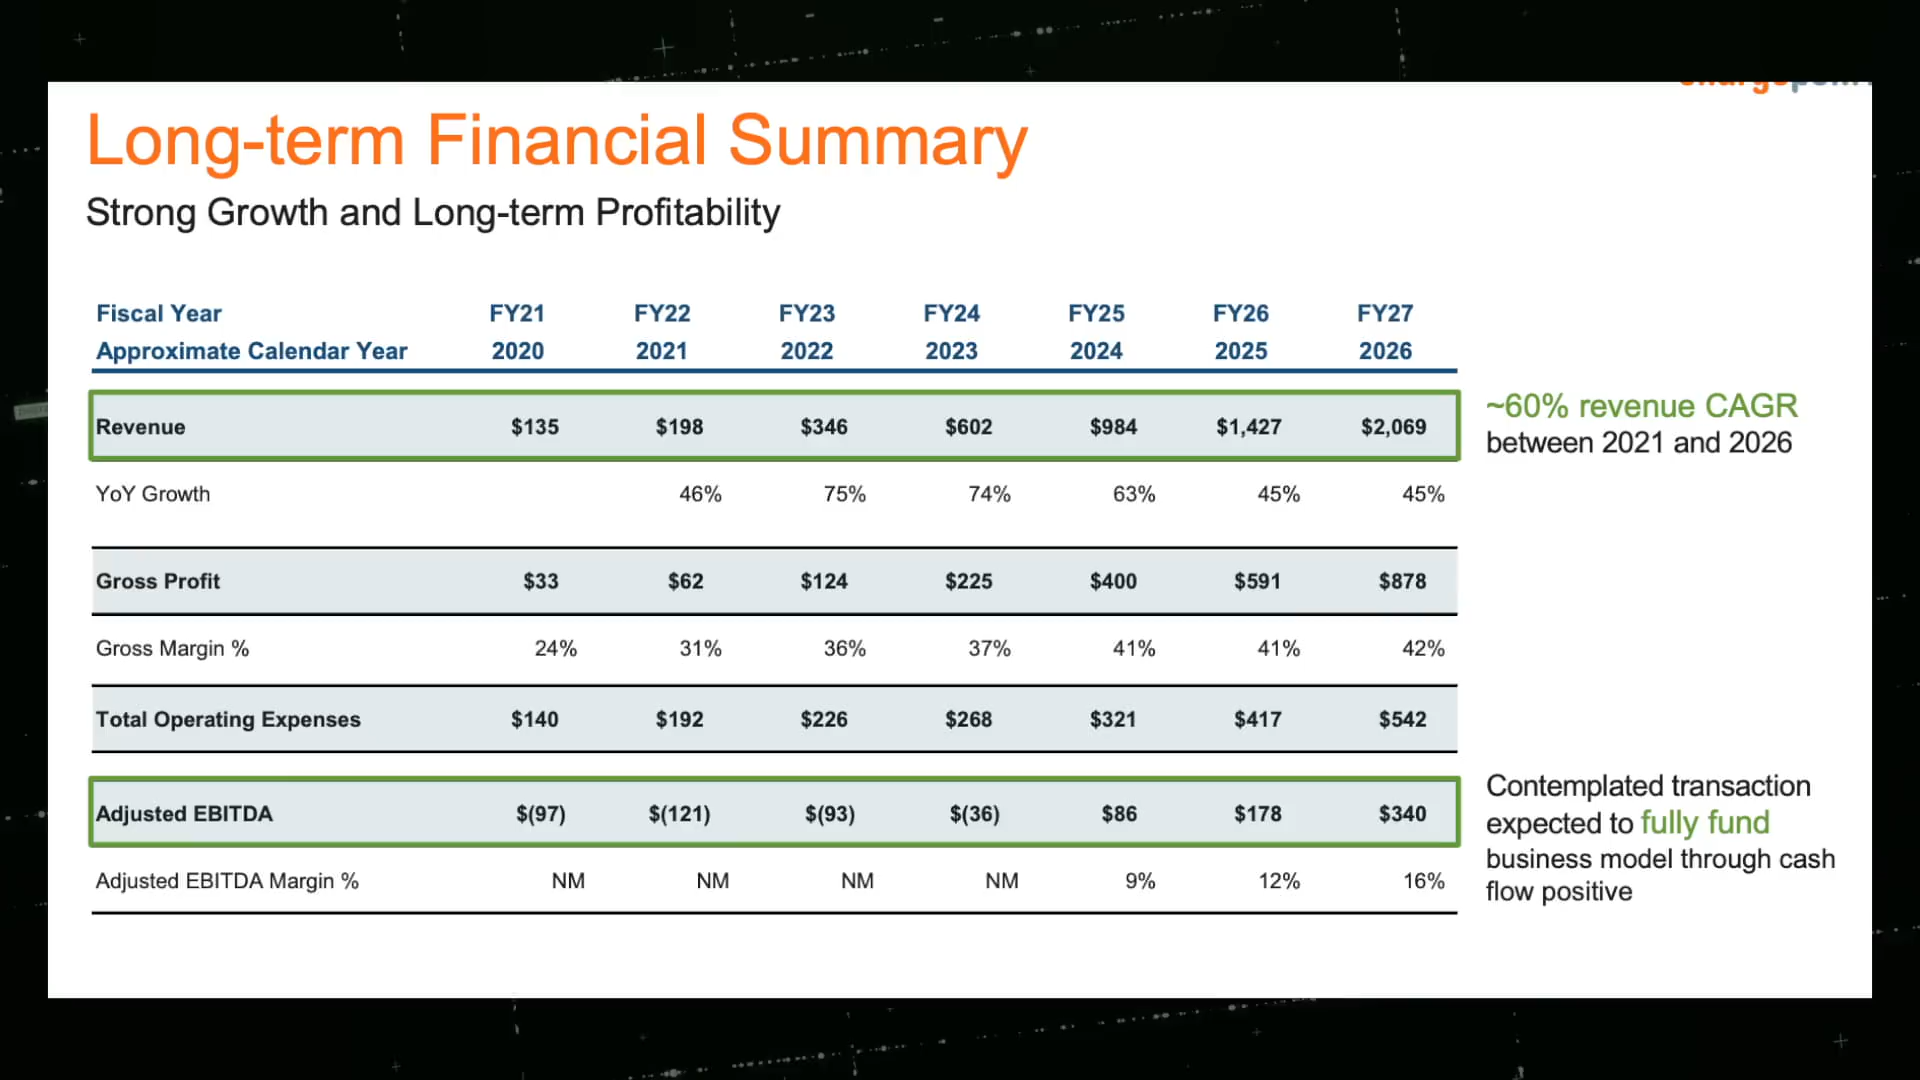 Long-term Financial Summary
Strong Growth and Long-term Profitability
Fiscal Year FY21 FY22 FY23 FY24 FY25 FY26 FY27
Approximate Calendar Year 2020 2021 2022 2023 2024 2025 2026
Revenue $135 $198 $346 $602 $984 $1,427 $2,069
YoY Growth 46% 75% 74% 63% 45% 45%
Gross Profit $33 $62 $124 $225 $400 $591 $878
Gross Margin % 24% 31% 36% 37% 41% 41% 42%
Total Operating Expenses $140 $192 $226 $268 $321 $417 $542
Adjusted EBITDA $(97) $(121) $(93) $(36) $86 $178 $340
Adjusted EBITDA Margin % NM NM NM NM 9% 12% 16%
~60% revenue CAGR
between 2021 and 2026
Contemplated transaction
expected to fully fund
business model through cash
flow positive